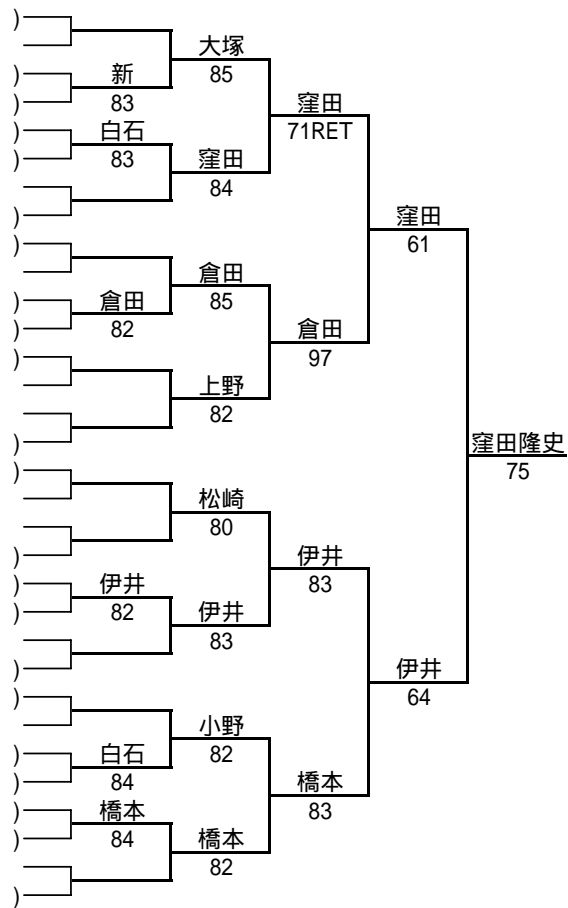 )
大塚
)
新
85
)
83
窪田
)
白石
71RET
)
83
窪田
84
)
窪田
)
61
倉田
)
倉田
85
)
82
倉田
)
97
上野
82
)
窪田隆史
)
75
松崎
80
)
伊井
)
伊井
83
)
82
伊井
83
)
伊井
)
64
小野
)
白石
82
)
84
橋本
)
橋本
83
)
84
橋本
82
)